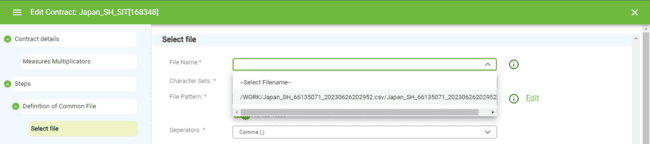 Edit Contract: Japan_SH_SIT[168348]
Contract details
Measures Multiplicators
Steps
Definition of Common File
Select file
Select file
File Name:*
--Select Filename--
Character Sets :*
/WORK/Japan_SH_66135071_20230626202952.csv/Japan_SH_66135071_20230626202952
File Pattern :*
Edit
Seperators :*
Comma (,)